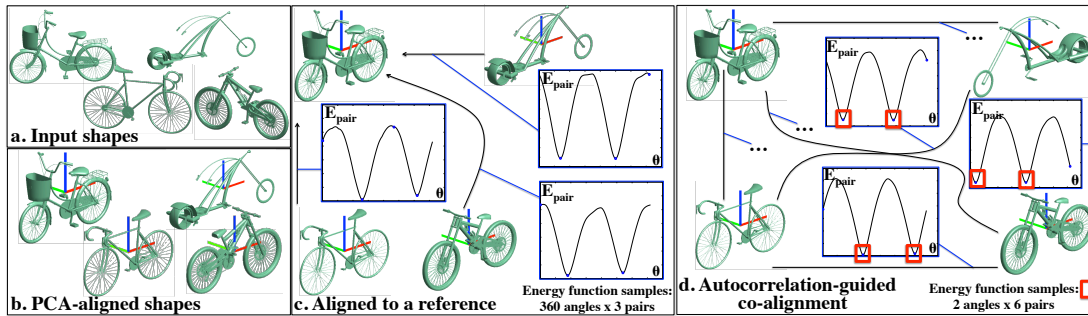 a. Input shapes
b. PCA-aligned shapes
E_pair
θ
E_pair
θ
E_pair
θ
c. Aligned to a reference
Energy function samples:
360 angles x 3 pairs
...
E_pair
θ
...
...
E_pair
θ
E_pair
θ
d. Autocorrelation-guided
co-alignment
Energy function samples:
2 angles x 6 pairs